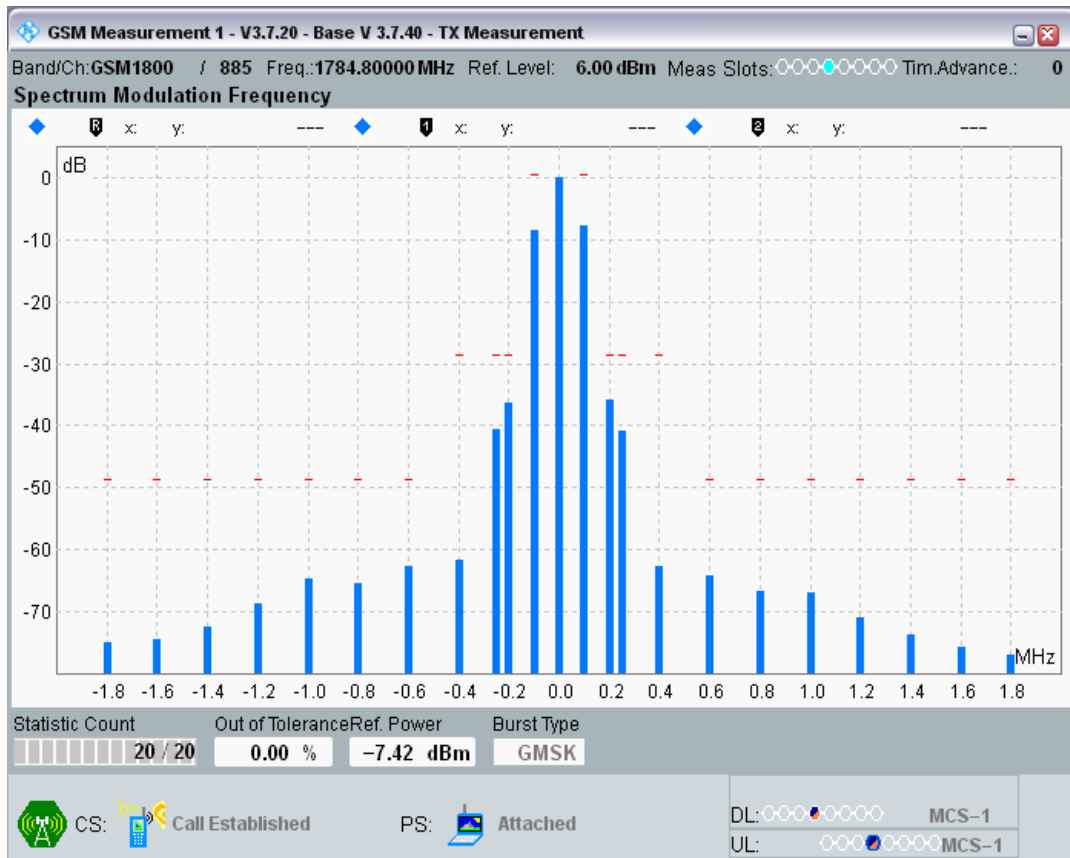 GSM Measurement 1 - V3.7.20 - Base V 3.7.40 - TX Measurement
Band/Ch:GSM1800 / 885 Freq.:1784.80000 MHz Ref. Level: 6.00 dBm Meas Slots: Tim.Advance.: 0
Spectrum Modulation Frequency
R x: y: --- 1 x: y: --- 2 x: y: ---
dB
0
-10
-20
-30
-40
-50
-60
-70
MHz
-1.8 -1.6 -1.4 -1.2 -1.0 -0.8 -0.6 -0.4 -0.2 0.0 0.2 0.4 0.6 0.8 1.0 1.2 1.4 1.6 1.8
Statistic Count Out of Tolerance Ref. Power Burst Type
20 / 20 0.00 % −7.42 dBm GMSK
CS: Call Established PS: Attached
DL: MCS−1
UL: MCS−1